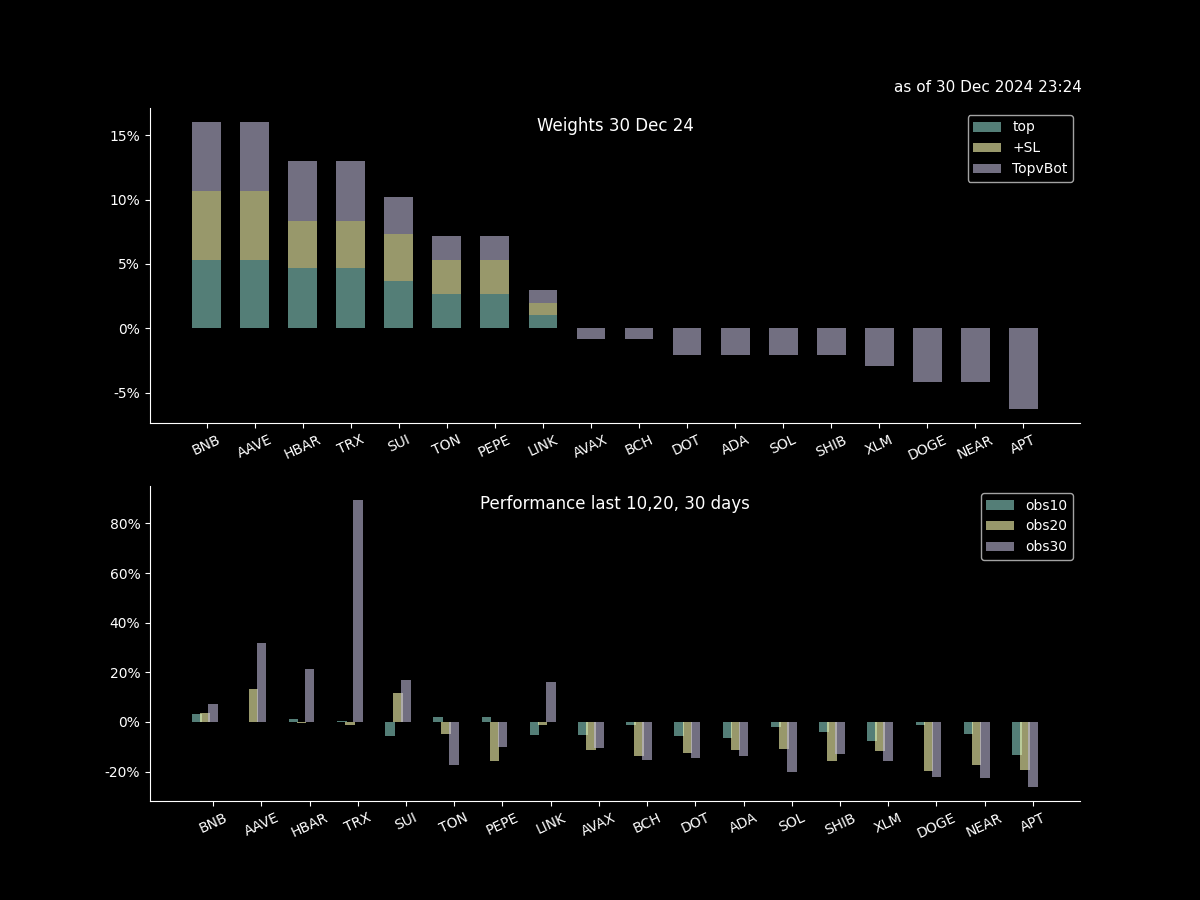 as of 30 Dec 2024 23:24
Weights 30 Dec 24
top
+SL
TopvBot
15%
10%
5%
0%
-5%
BNB AAVE HBAR TRX SUI TON PEPE LINK AVAX BCH DOT ADA SOL SHIB XLM DOGE NEAR APT
Performance last 10,20, 30 days
obs10
obs20
obs30
80%
60%
40%
20%
0%
-20%
BNB AAVE HBAR TRX SUI TON PEPE LINK AVAX BCH DOT ADA SOL SHIB XLM DOGE NEAR APT